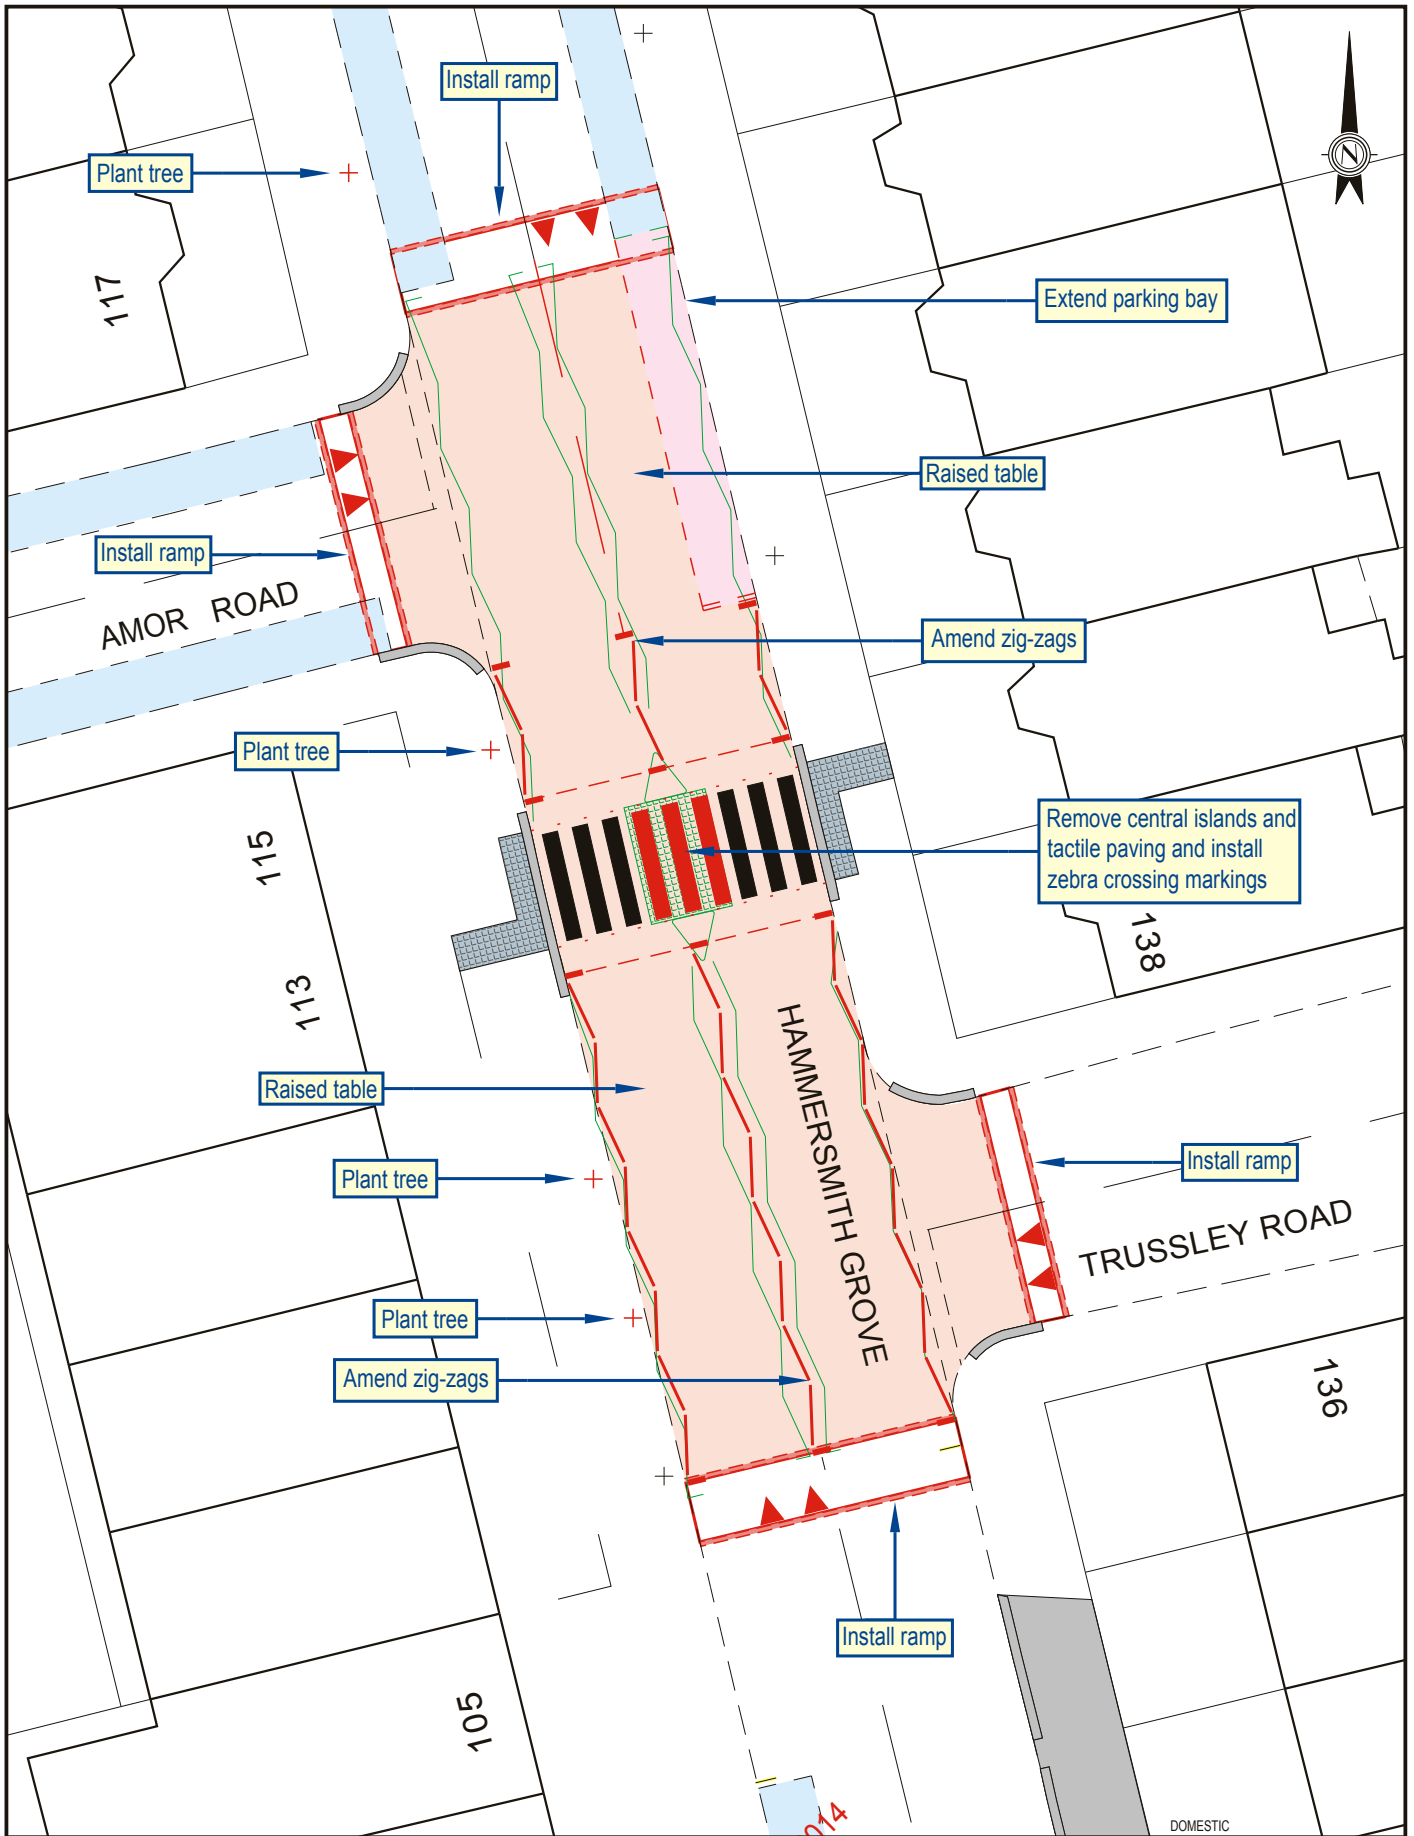 Install ramp
Plant tree
N
117
Extend parking bay
Raised table
Install ramp
AMOR ROAD
Amend zig-zags
Plant tree
Remove central islands and
tactile paving and install
zebra crossing markings
115
138
113
HAMMERSMITH GROVE
Raised table
Install ramp
Plant tree
TRUSSLEY ROAD
Plant tree
Amend zig-zags
136
Install ramp
105
014
DOMESTIC